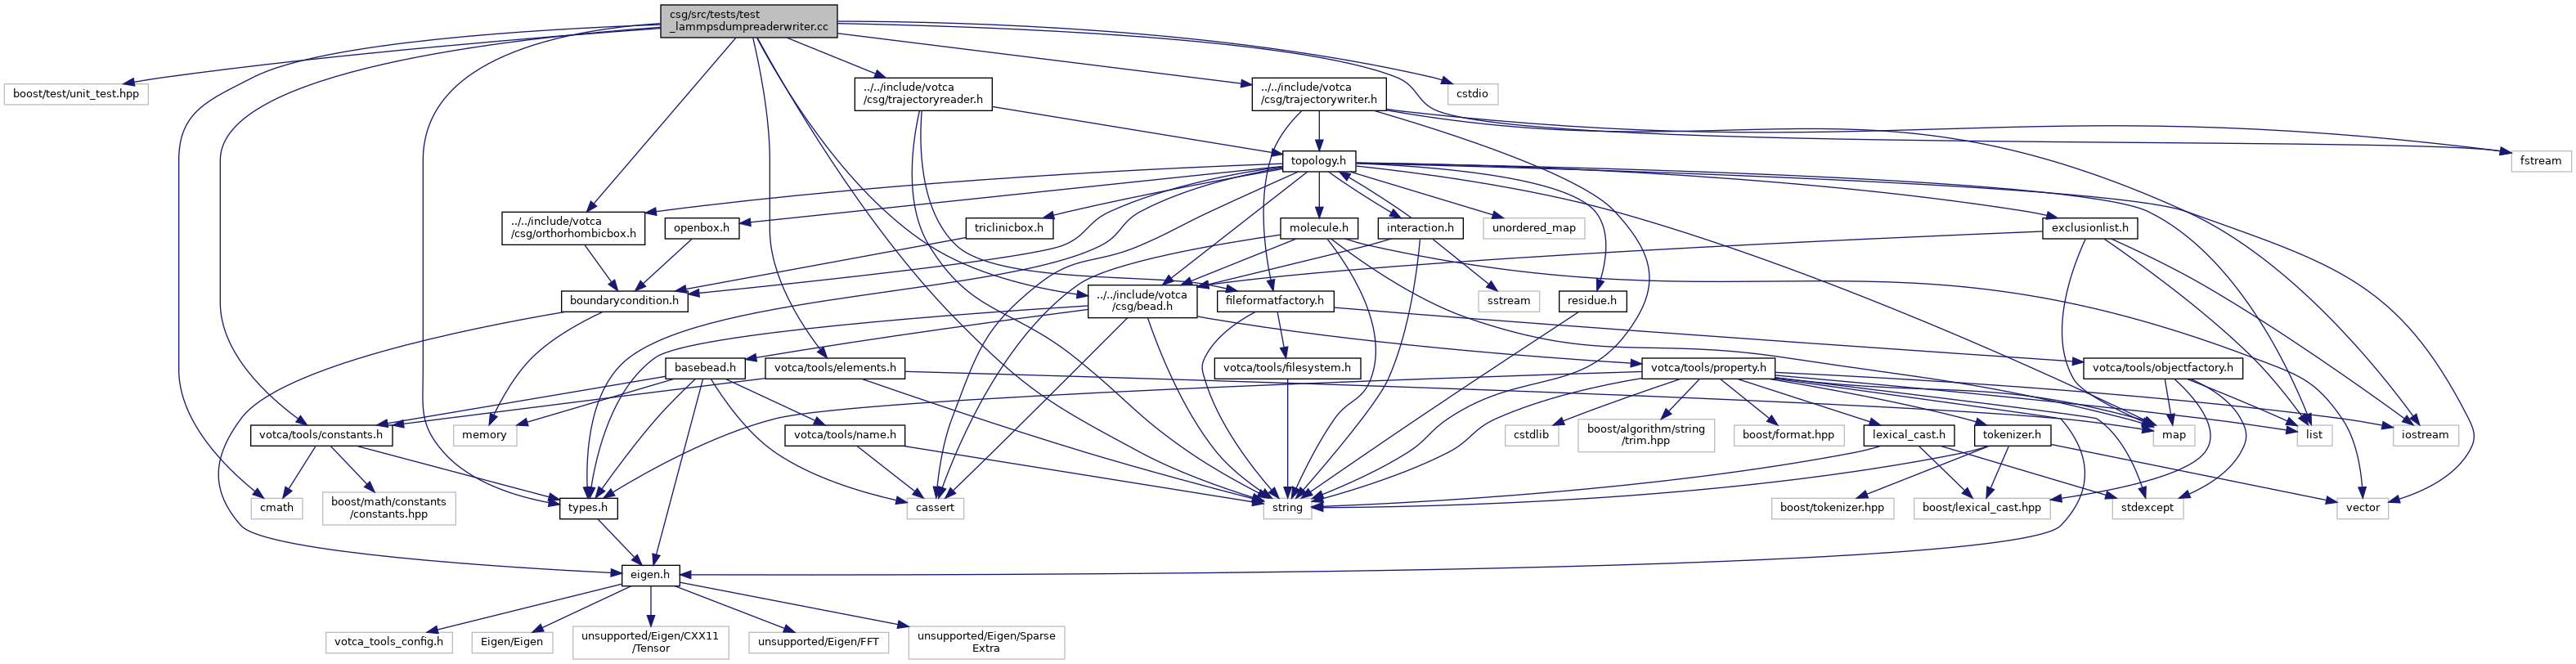 csg/src/tests/test
_lammpsdumpreaderwriter.cc
boost/test/unit_test.hpp
../../include/votca
/csg/trajectoryreader.h
../../include/votca
/csg/trajectorywriter.h
cstdio
topology.h
fstream
../../include/votca
/csg/orthorhombicbox.h
openbox.h
triclinicbox.h
molecule.h
interaction.h
unordered_map
exclusionlist.h
boundarycondition.h
../../include/votca
/csg/bead.h
fileformatfactory.h
sstream
residue.h
basebead.h
votca/tools/elements.h
votca/tools/filesystem.h
votca/tools/property.h
votca/tools/objectfactory.h
votca/tools/constants.h
memory
votca/tools/name.h
cstdlib
boost/algorithm/string
/trim.hpp
boost/format.hpp
lexical_cast.h
tokenizer.h
map
list
iostream
cmath
boost/math/constants
/constants.hpp
types.h
cassert
string
boost/tokenizer.hpp
boost/lexical_cast.hpp
stdexcept
vector
eigen.h
votca_tools_config.h
Eigen/Eigen
unsupported/Eigen/CXX11
/Tensor
unsupported/Eigen/FFT
unsupported/Eigen/Sparse
Extra